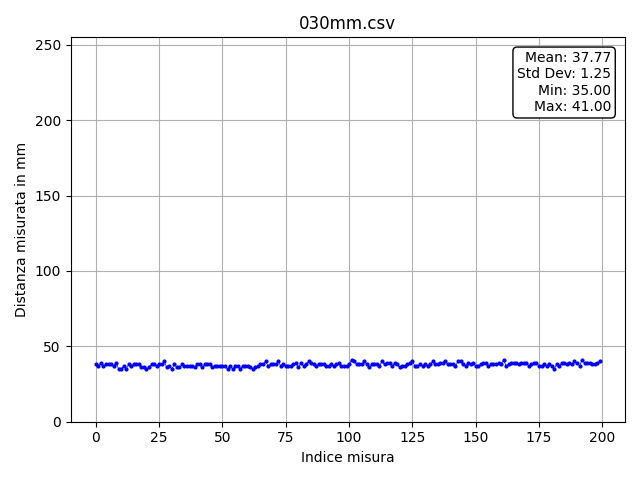 030mm.csv
Mean: 37.77
Std Dev: 1.25
Min: 35.00
Max: 41.00
Distanza misurata in mm
250
200
150
100
50
0
0 25 50 75 100 125 150 175 200
Indice misura